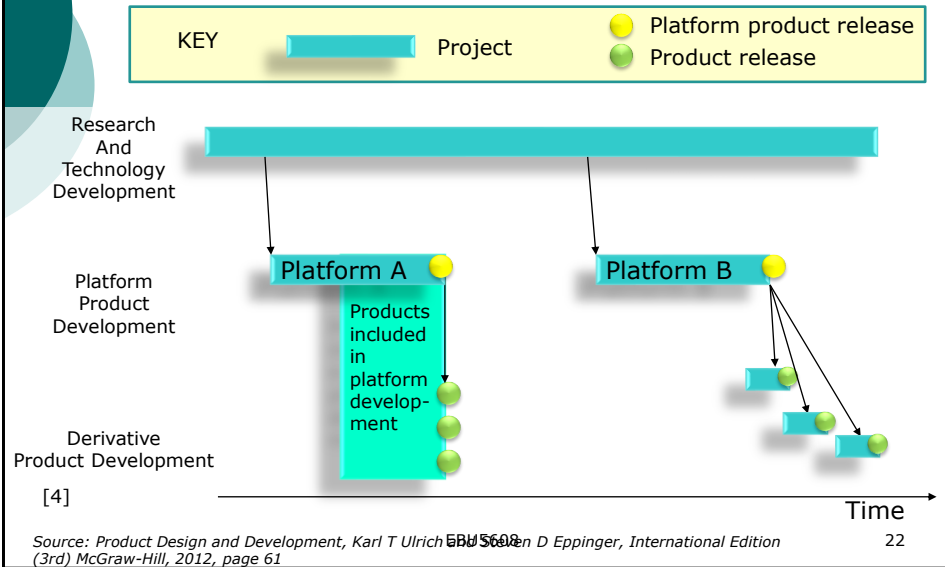 KEY
Project
Platform product release
Product release
Research
And
Technology
Development
Platform A
Platform B
Platform
Product
Development
Products
included
in
platform
develop-
ment
Derivative
Product Development
[4]
Time
Source: Product Design and Development, Karl T Ulrich and Steven D Eppinger, International Edition
(3rd) McGraw-Hill, 2012, page 61
EBU5608
22